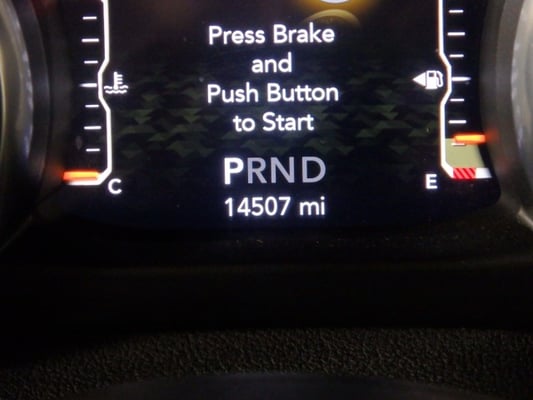 Press Brake
and
Push Button
to Start
PRND
C
E
14507 mi